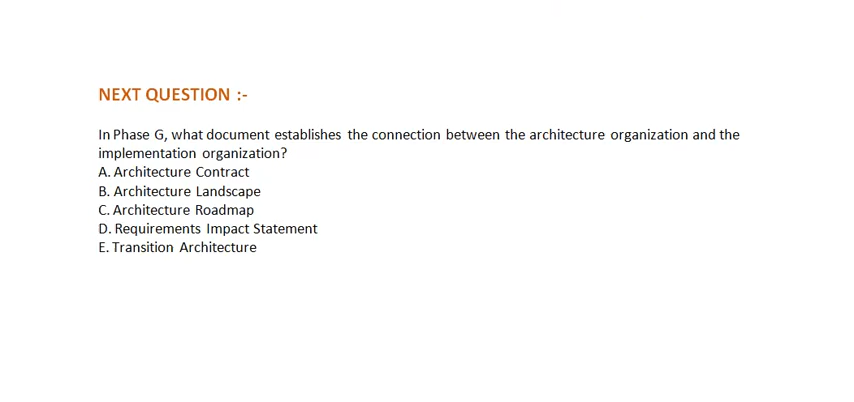 NEXT QUESTION :-
In Phase G, what document establishes the connection between the architecture organization and the
implementation organization?
A. Architecture Contract
B. Architecture Landscape
C. Architecture Roadmap
D. Requirements Impact Statement
E. Transition Architecture